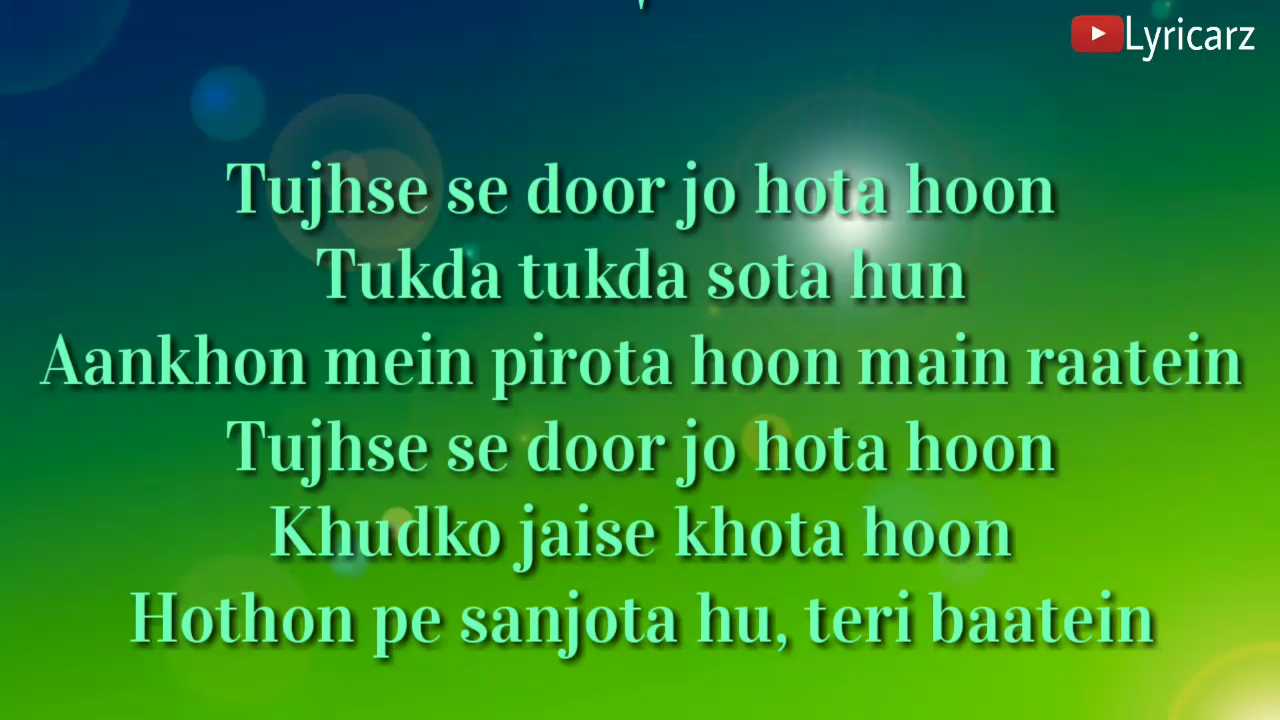 Lyricarz
Tujhse se door jo hota hoon
Tukda tukda sota hun
Aankhon mein pirota hoon main raatein
Tujhse se door jo hota hoon
Khudko jaise khota hoon
Hothon pe sanjota hu, teri baatein